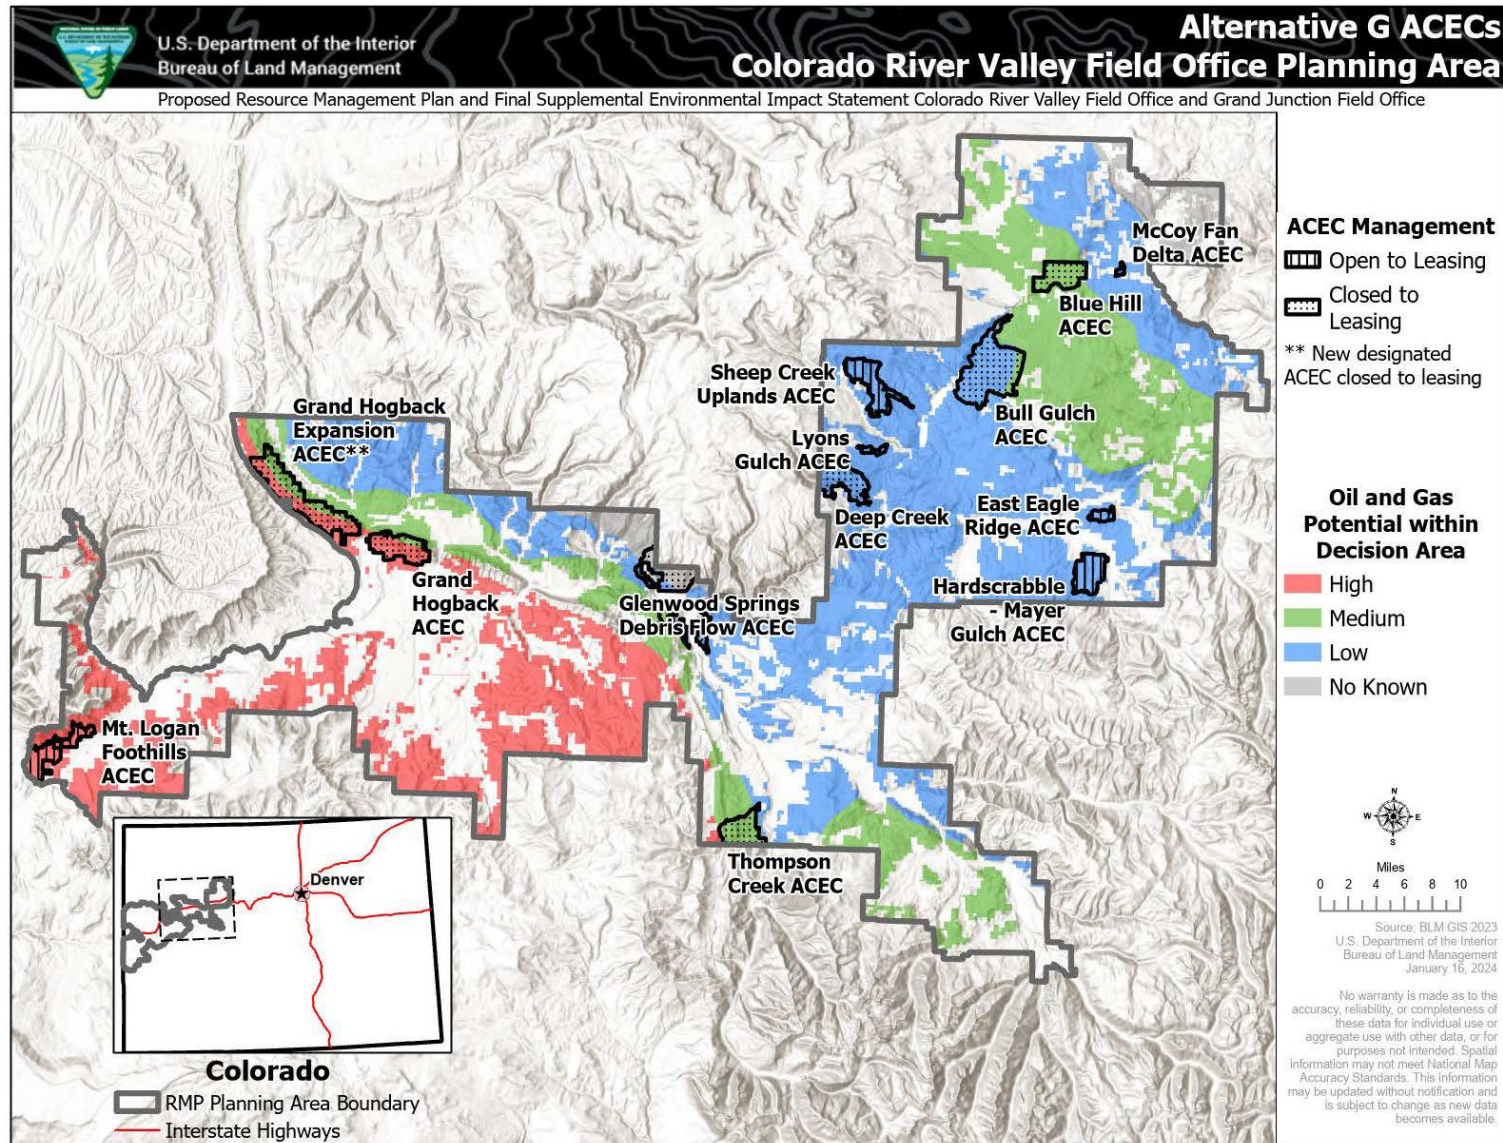 U.S. Department of the Interior
Bureau of Land Management
Alternative G ACECs
Colorado River Valley Field Office Planning Area
Proposed Resource Management Plan and Final Supplemental Environmental Impact Statement Colorado River Valley Field Office and Grand Junction Field Office
McCoy Fan
Delta ACEC
Blue Hill
ACEC
Sheep Creek
Uplands ACEC
Bull Gulch
ACEC
Lyons
Gulch ACEC
Grand Hogback
Expansion
ACEC**
Deep Creek
ACEC
East Eagle
Ridge ACEC
Grand
Hogback
ACEC
Glenwood Springs
Debris Flow ACEC
Hardscrabble
- Mayer
Gulch ACEC
Mt. Logan
Foothills
ACEC
Thompson
Creek ACEC
ACEC Management
Open to Leasing
Closed to
Leasing
** New designated
ACEC closed to leasing
Oil and Gas
Potential within
Decision Area
High
Medium
Low
No Known
N
W
E
S
Miles
0 2 4 6 8 10
Source: BLM GIS 2023
U.S. Department of the Interior
Bureau of Land Management
January 16, 2024
No warranty is made as to the
accuracy, reliability, or completeness of
these data for individual use or
aggregate use with other data, or for
purposes not intended. Spatial
information may not meet National Map
Accuracy Standards. This information
may be updated without notification and
is subject to change as new data
becomes available.
Denver
Colorado
RMP Planning Area Boundary
Interstate Highways